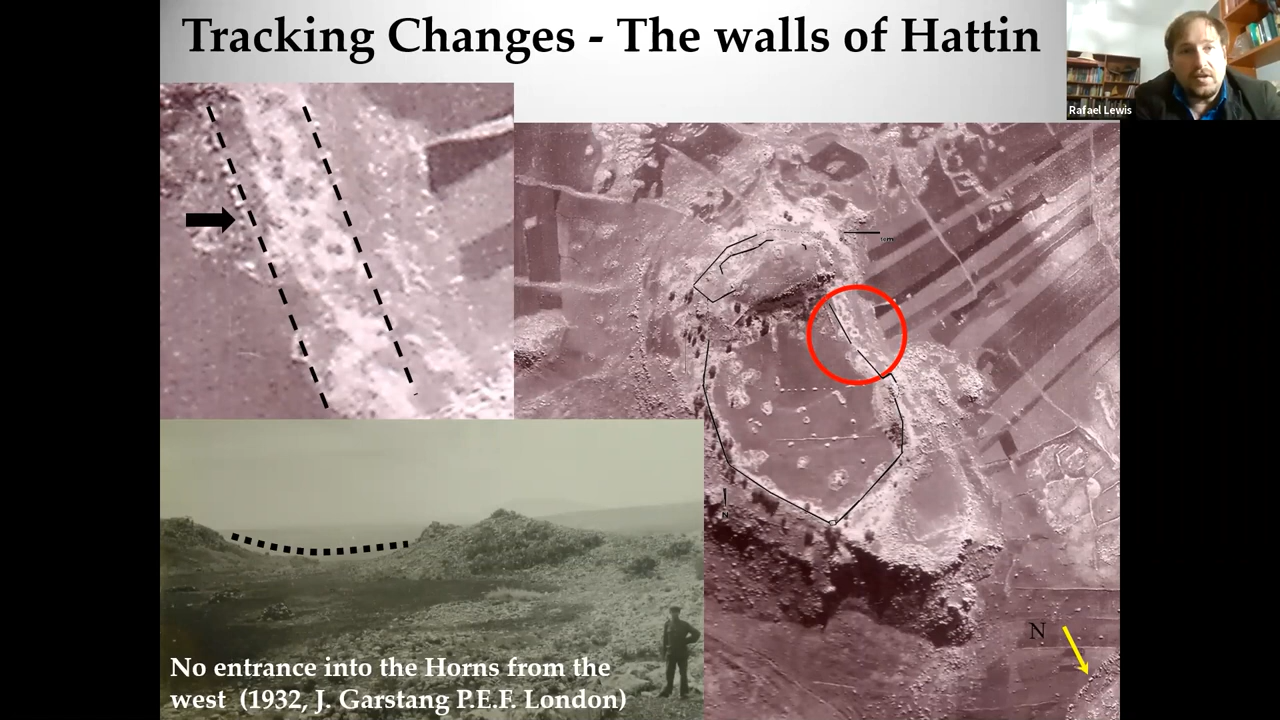 Tracking Changes - The walls of Hattin
Rafael Lewis
N
N
No entrance into the Horns from the
west (1932, J. Garstang P.E.F. London)